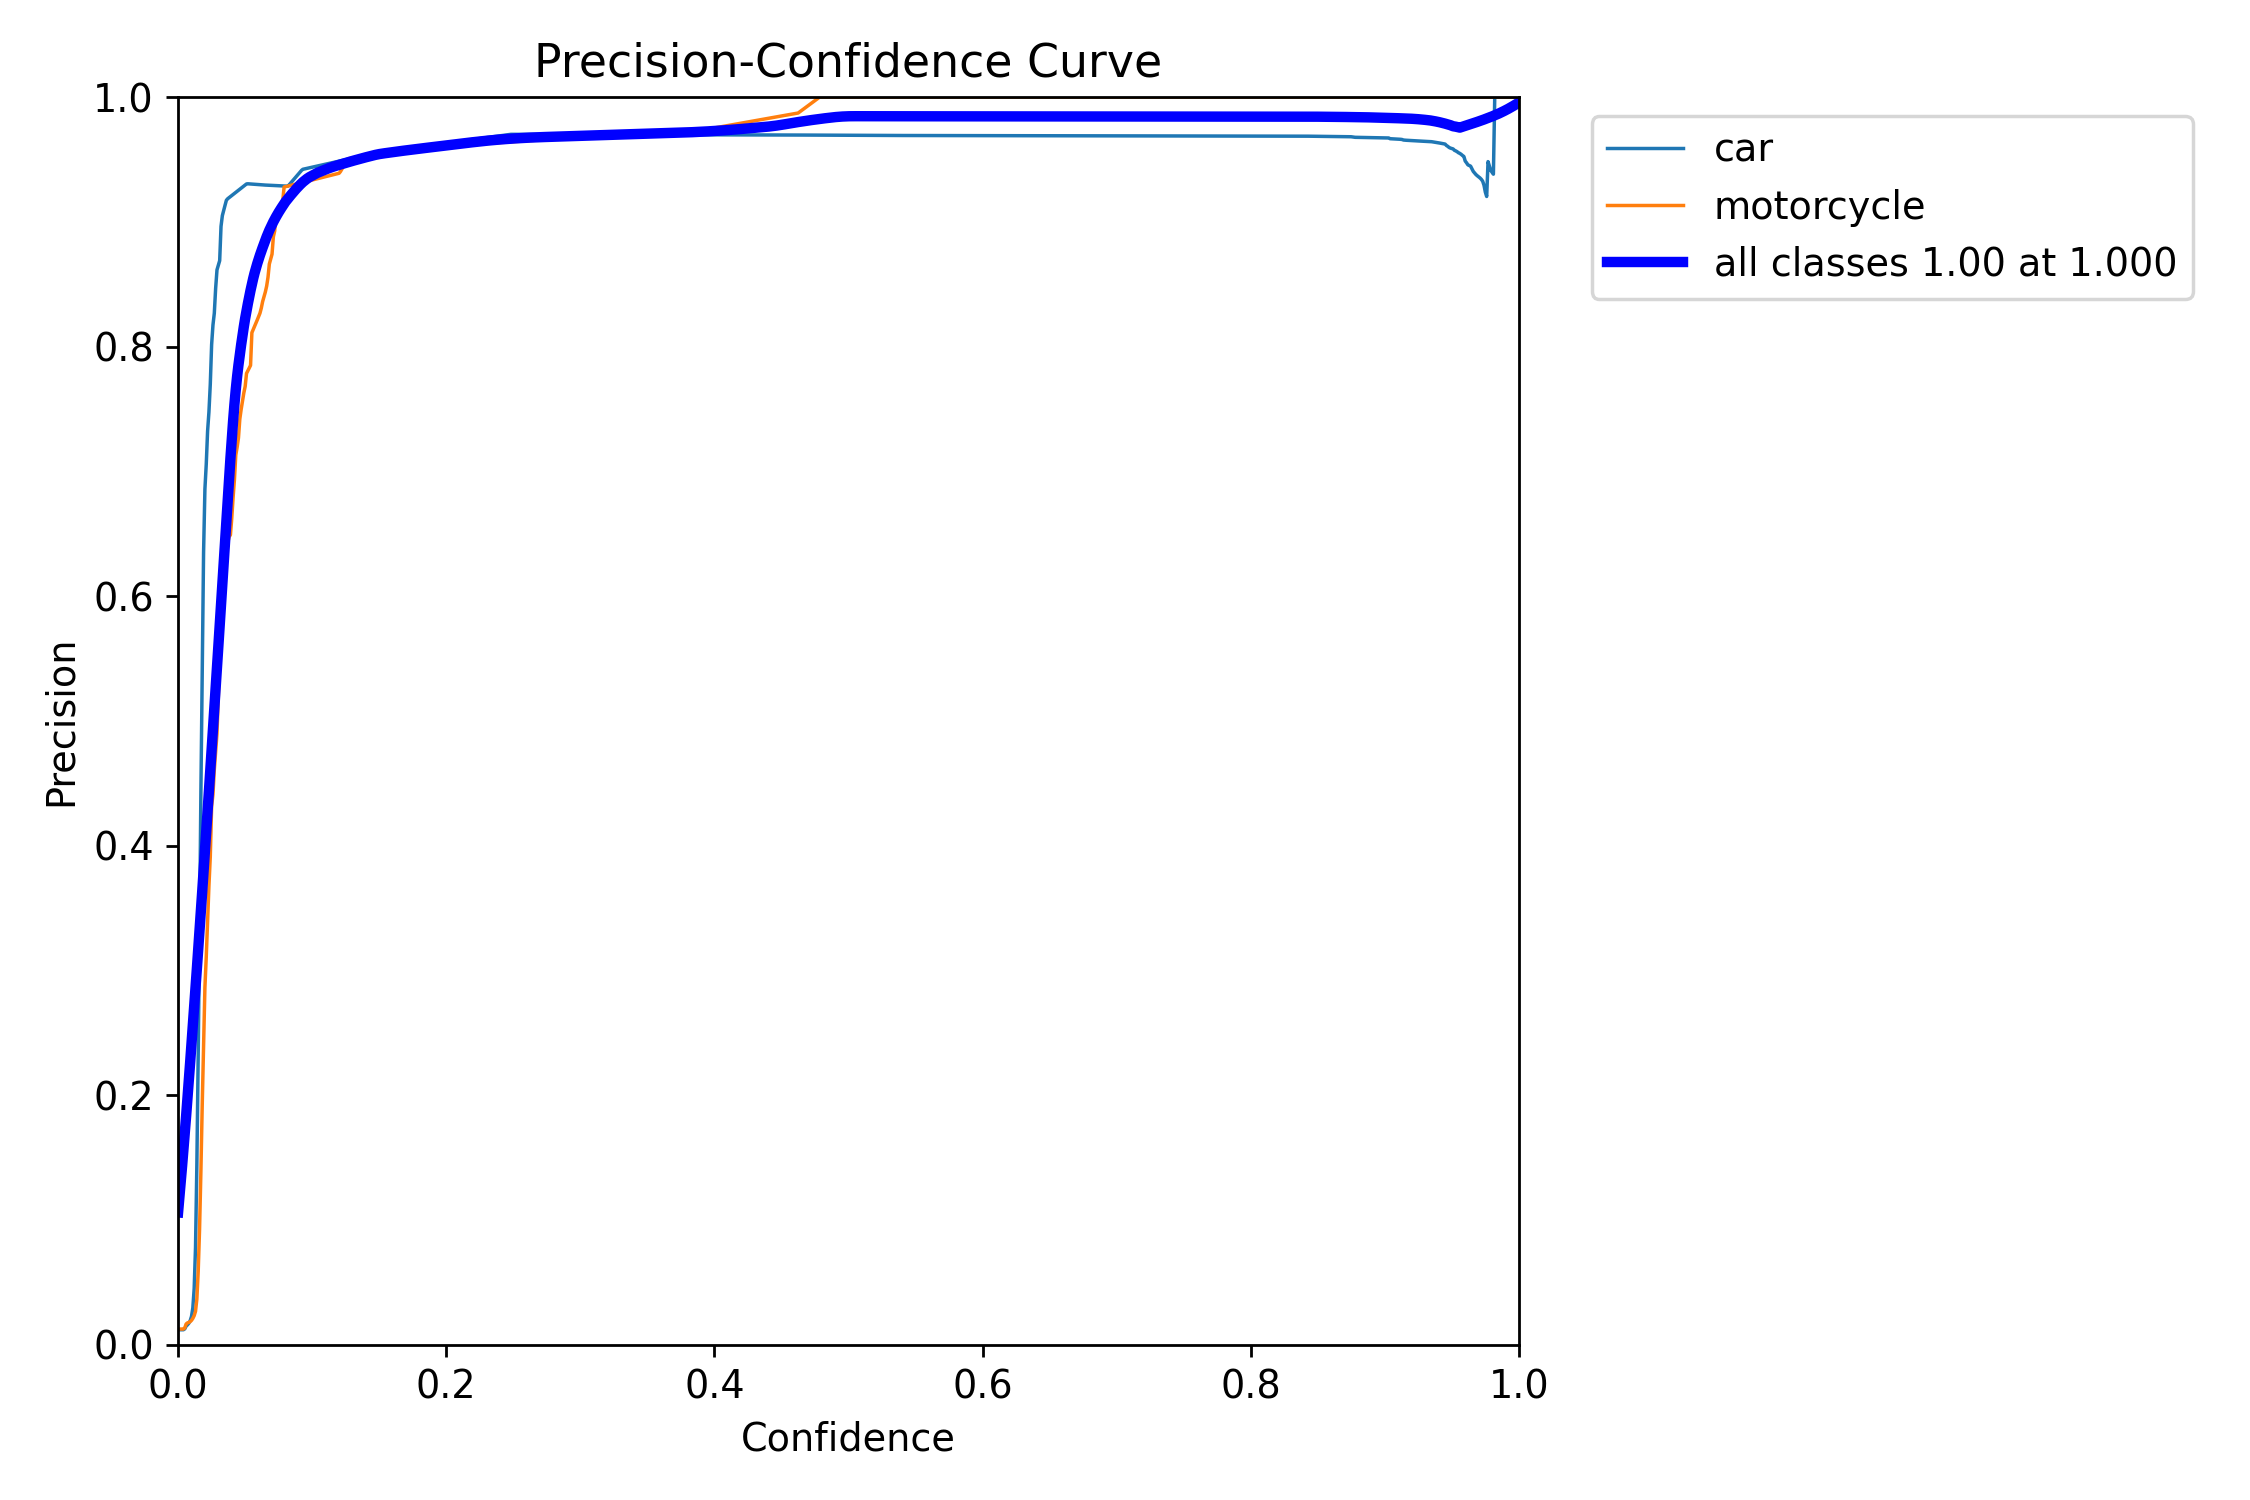 Precision-Confidence Curve
1.0
0.8
0.6
0.4
0.2
0.0
Precision
0.0 0.2 0.4 0.6 0.8 1.0
Confidence
car
motorcycle
all classes 1.00 at 1.000